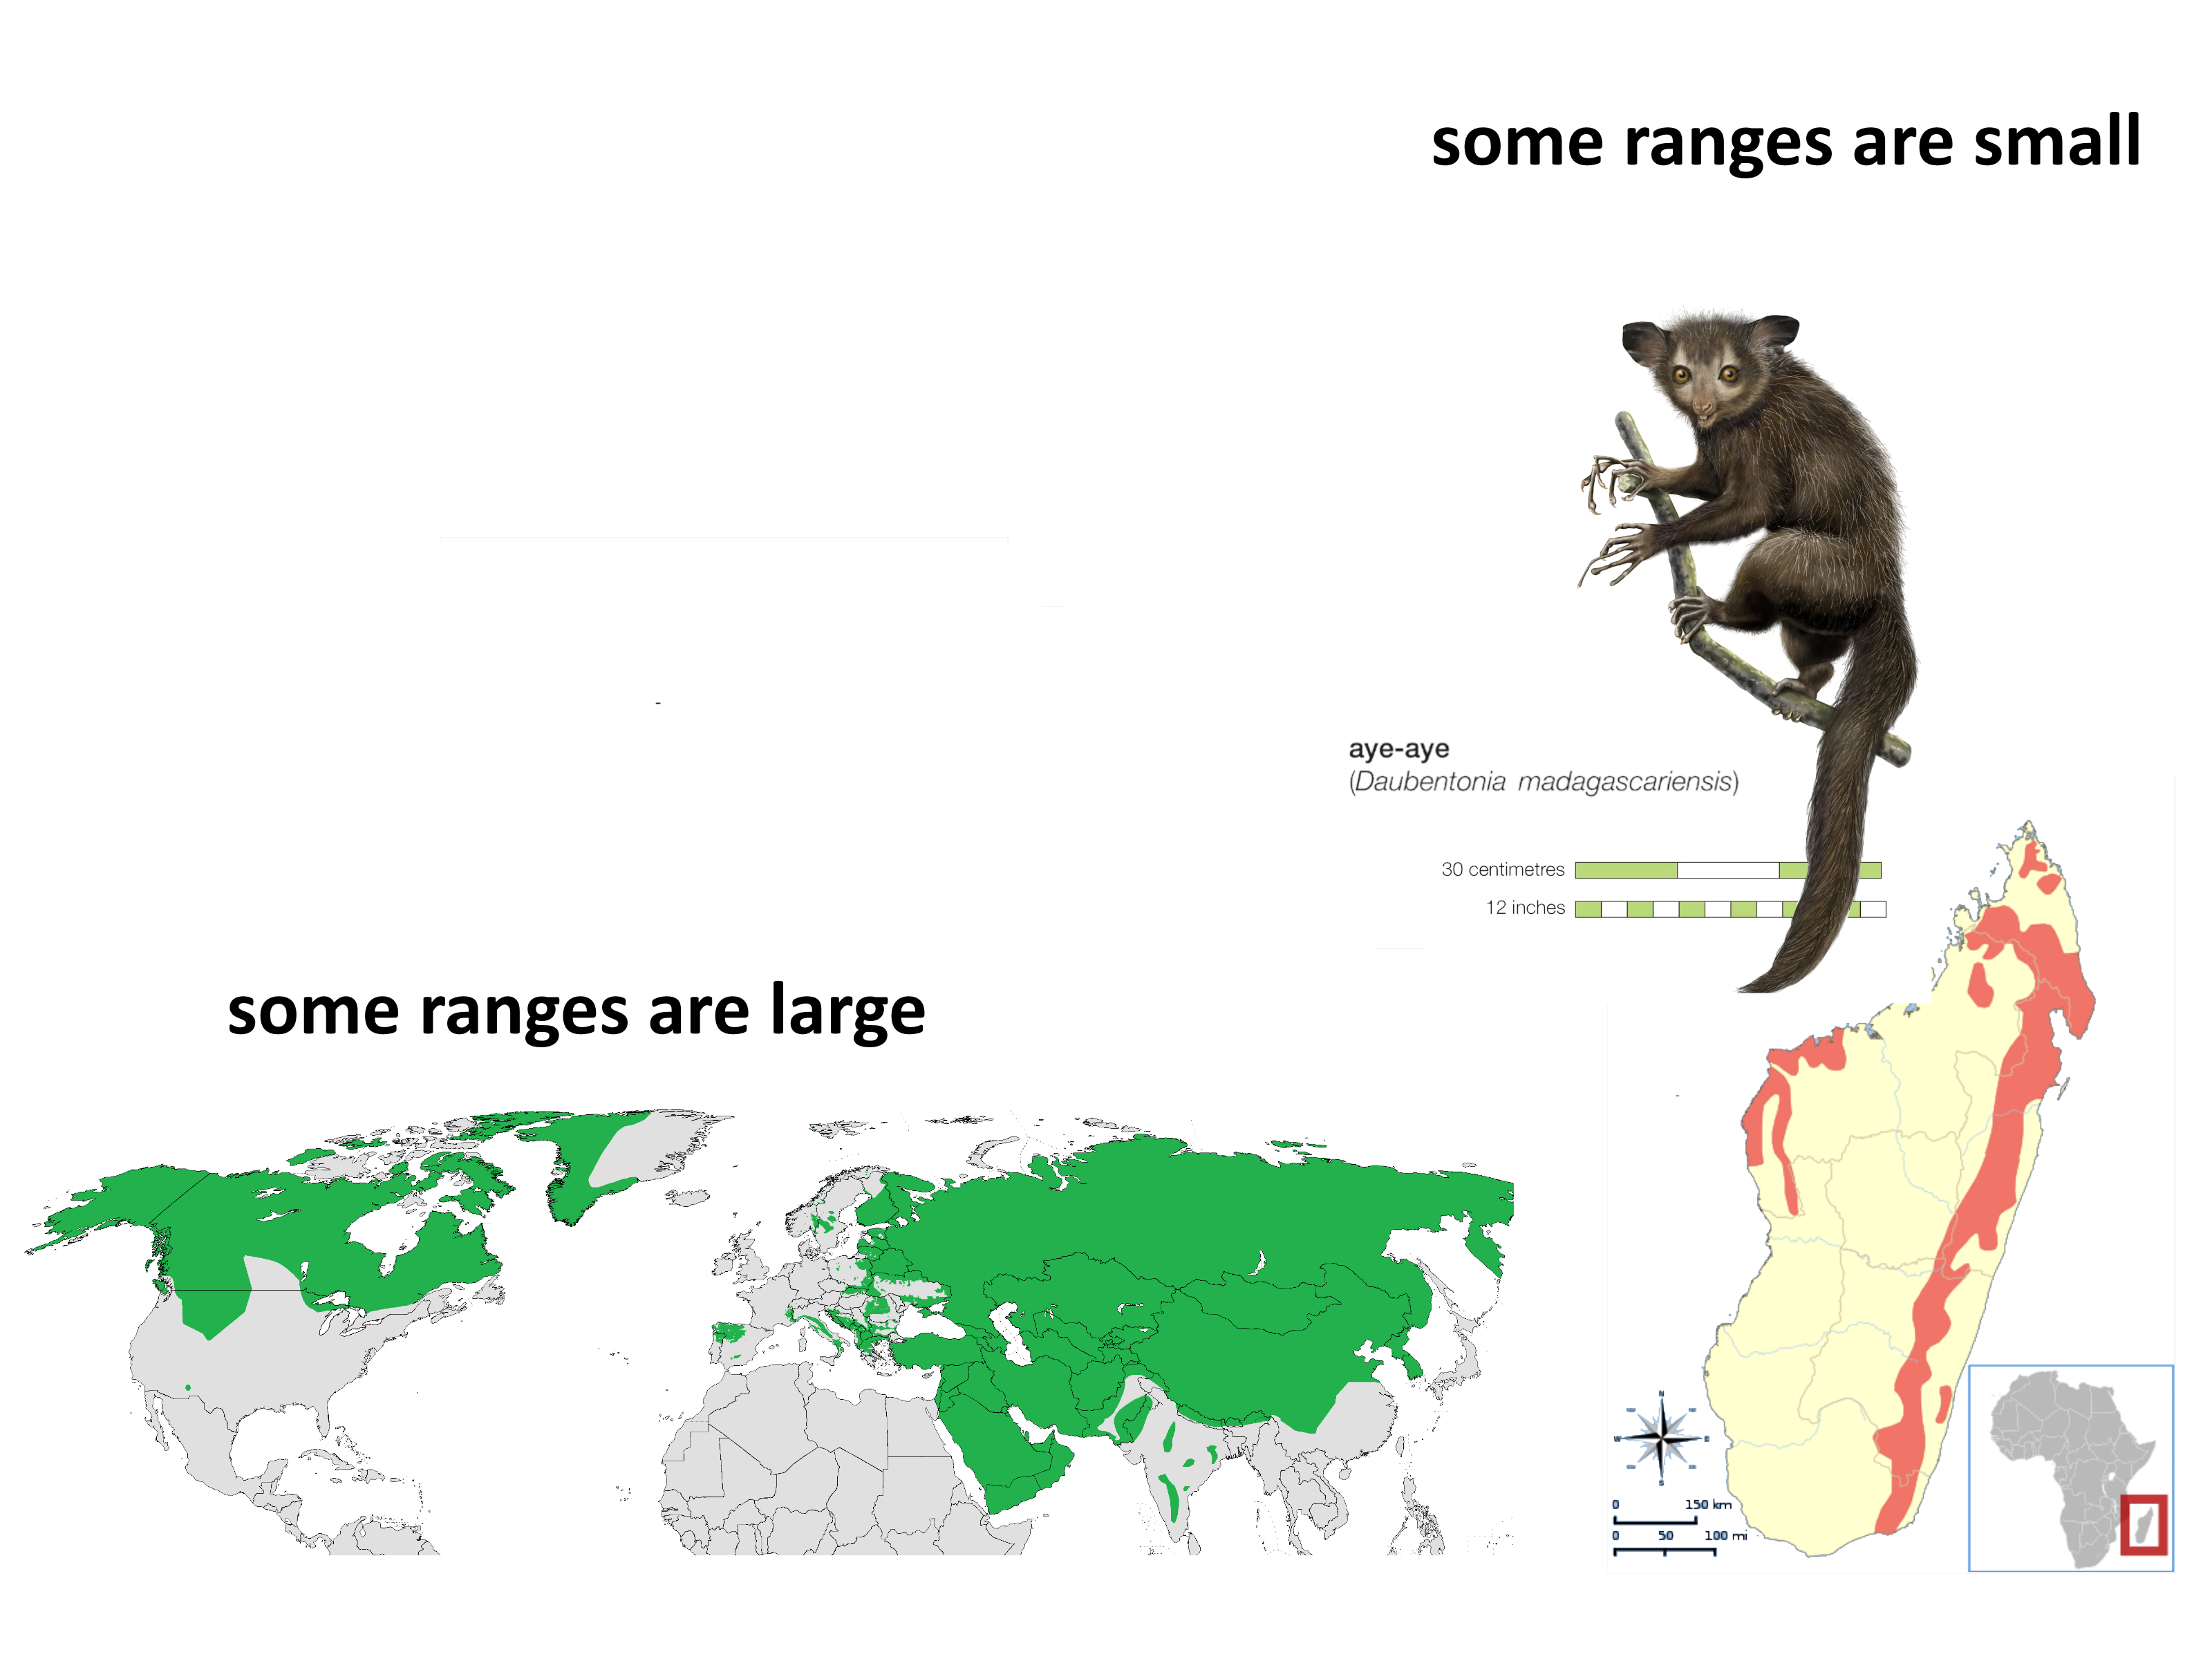 some ranges are small
aye-aye
(Daubentonia madagascariensis)
30 centimetres
12 inches
some ranges are large
N
W
E
S
0 150 km
0 50 100 mi